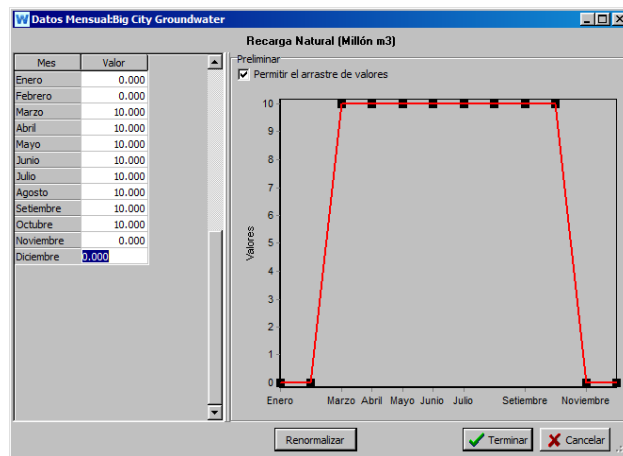 W Datos Mensual:Big City Groundwater
Recarga Natural (Millón m3)
Mes Valor
Enero 0.000
Febrero 0.000
Marzo 10.000
Abril 10.000
Mayo 10.000
Junio 10.000
Julio 10.000
Agosto 10.000
Setiembre 10.000
Octubre 10.000
Noviembre 0.000
Diciembre 0.000
Preliminar
Permitir el arrastre de valores
10
9
8
7
6
5
4
3
2
1
0
Valores
Enero Marzo Abril Mayo Junio Julio Setiembre Noviembre
Renormalizar Terminar Cancelar